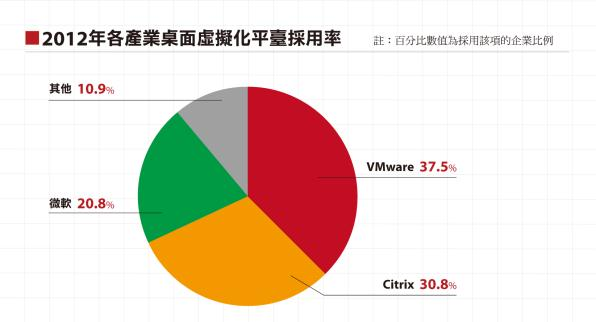 2012年各產業桌面虛擬化平臺採用率
註：百分比數值為採用該項的企業比例
其他 10.9%
VMware 37.5%
微軟 20.8%
Citrix 30.8%